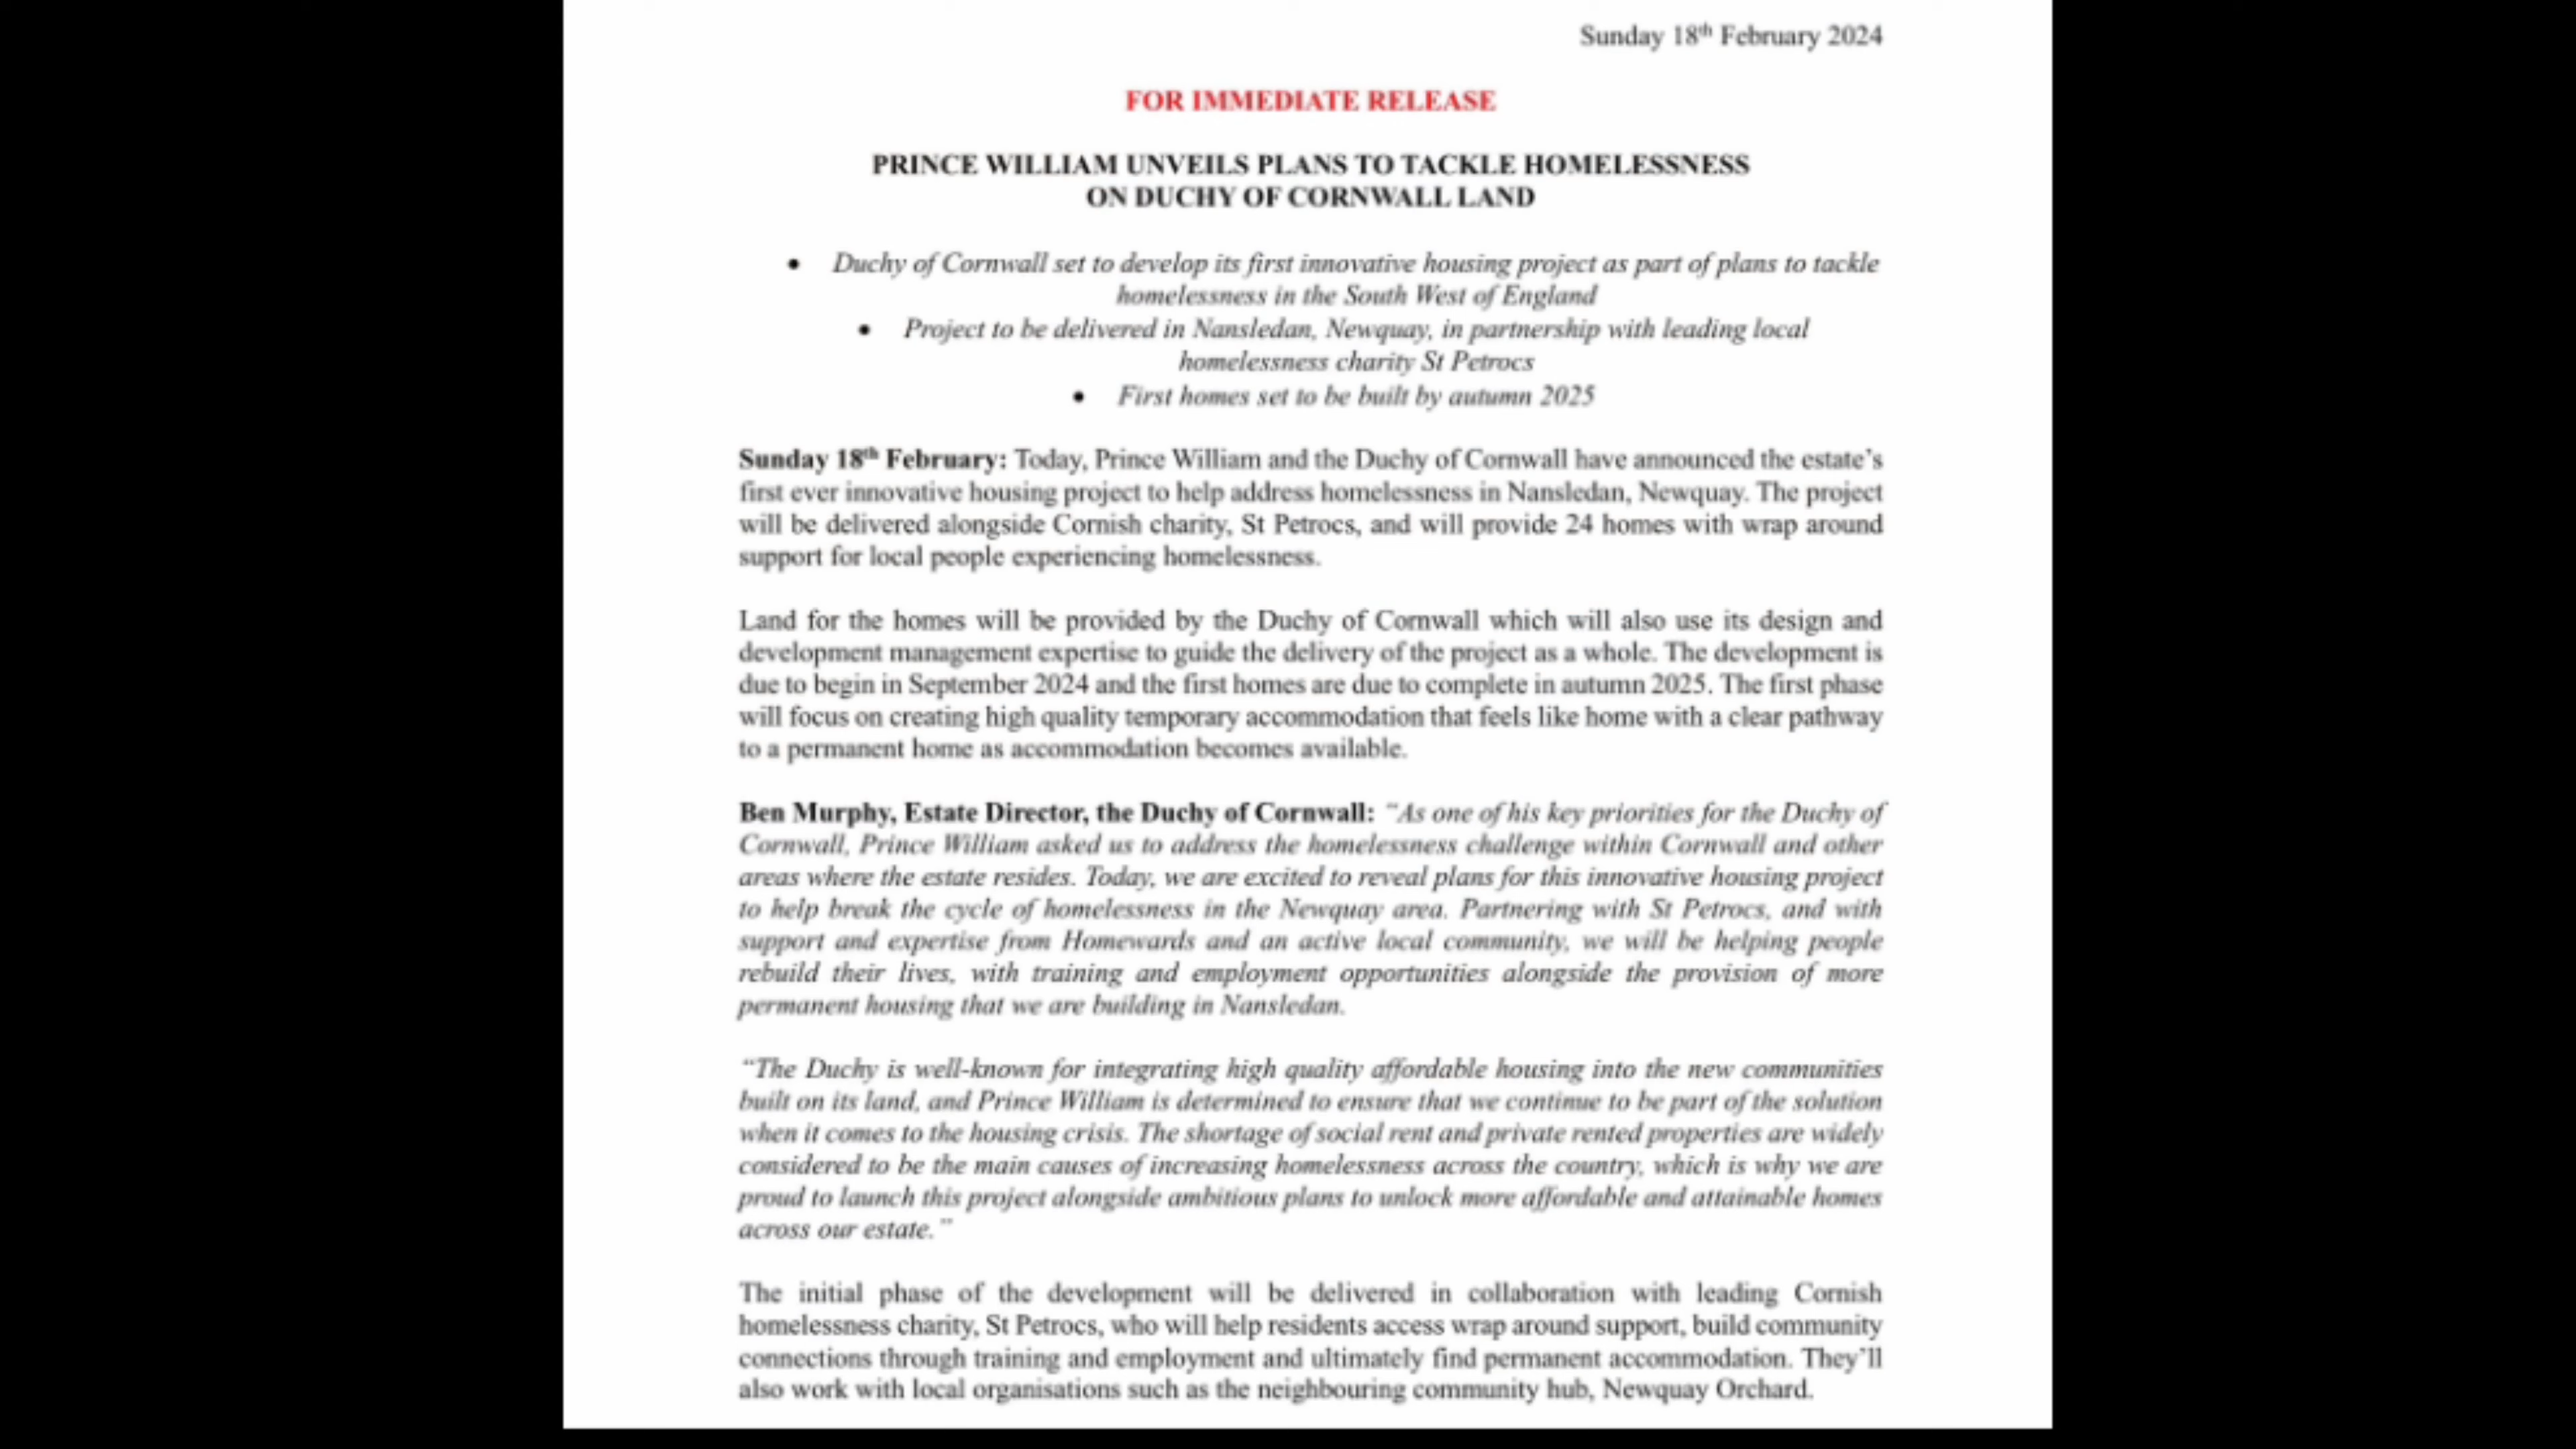 Sunday 18th February 2024
FOR IMMEDIATE RELEASE
PRINCE WILLIAM UNVEILS PLANS TO TACKLE HOMELESSNESS
ON DUCHY OF CORNWALL LAND
• Duchy of Cornwall set to develop its first innovative housing project as part of plans to tackle
homelessness in the South West of England
• Project to be delivered in Nansledan, Newquay, in partnership with leading local
homelessness charity St Petrocs
• First homes set to be built by autumn 2025
Sunday 18th February: Today, Prince William and the Duchy of Cornwall have announced the estate's
first ever innovative housing project to help address homelessness in Nansledan, Newquay. The project
will be delivered alongside Cornish charity, St Petrocs, and will provide 24 homes with wrap around
support for local people experiencing homelessness.
Land for the homes will be provided by the Duchy of Cornwall which will also use its design and
development management expertise to guide the delivery of the project as a whole. The development is
due to begin in September 2024 and the first homes are due to complete in autumn 2025. The first phase
will focus on creating high quality temporary accommodation that feels like home with a clear pathway
to a permanent home as accommodation becomes available.
Ben Murphy, Estate Director, the Duchy of Cornwall: "As one of his key priorities for the Duchy of
Cornwall, Prince William asked us to address the homelessness challenge within Cornwall and other
areas where the estate resides. Today, we are excited to reveal plans for this innovative housing project
to help break the cycle of homelessness in the Newquay area. Partnering with St Petrocs, and with
support and expertise from Homewards and an active local community, we will be helping people
rebuild their lives, with training and employment opportunities alongside the provision of more
permanent housing that we are building in Nansledan.
"The Duchy is well-known for integrating high quality affordable housing into the new communities
built on its land, and Prince William is determined to ensure that we continue to be part of the solution
when it comes to the housing crisis. The shortage of social rent and private rented properties are widely
considered to be the main causes of increasing homelessness across the country, which is why we are
proud to launch this project alongside ambitious plans to unlock more affordable and attainable homes
across our estate."
The initial phase of the development will be delivered in collaboration with leading Cornish
homelessness charity, St Petrocs, who will help residents access wrap around support, build community
connections through training and employment and ultimately find permanent accommodation. They'll
also work with local organisations such as the neighbouring community hub, Newquay Orchard.